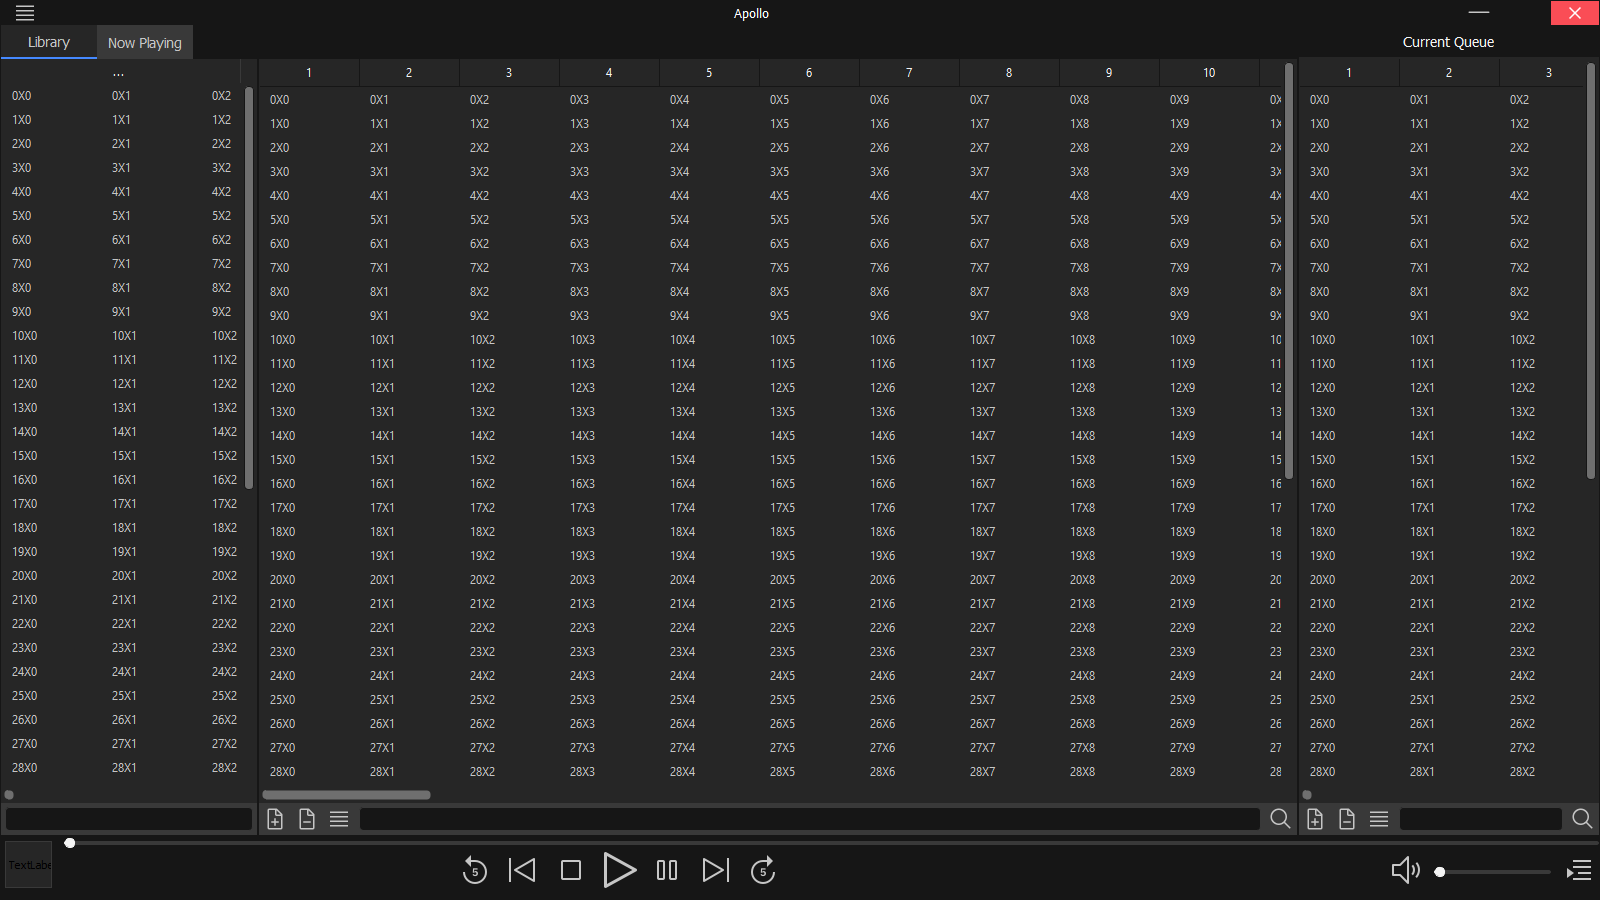 Apollo
Library Now Playing Current Queue
... 1 2 3 4 5 6 7 8 9 10 1 2 3
0X0 0X1 0X2 0X0 0X1 0X2 0X3 0X4 0X5 0X6 0X7 0X8 0X9 0X 0X0 0X1 0X2
1X0 1X1 1X2 1X0 1X1 1X2 1X3 1X4 1X5 1X6 1X7 1X8 1X9 1X 1X0 1X1 1X2
2X0 2X1 2X2 2X0 2X1 2X2 2X3 2X4 2X5 2X6 2X7 2X8 2X9 2X 2X0 2X1 2X2
3X0 3X1 3X2 3X0 3X1 3X2 3X3 3X4 3X5 3X6 3X7 3X8 3X9 3X 3X0 3X1 3X2
4X0 4X1 4X2 4X0 4X1 4X2 4X3 4X4 4X5 4X6 4X7 4X8 4X9 4X 4X0 4X1 4X2
5X0 5X1 5X2 5X0 5X1 5X2 5X3 5X4 5X5 5X6 5X7 5X8 5X9 5X 5X0 5X1 5X2
6X0 6X1 6X2 6X0 6X1 6X2 6X3 6X4 6X5 6X6 6X7 6X8 6X9 6X 6X0 6X1 6X2
7X0 7X1 7X2 7X0 7X1 7X2 7X3 7X4 7X5 7X6 7X7 7X8 7X9 7X 7X0 7X1 7X2
8X0 8X1 8X2 8X0 8X1 8X2 8X3 8X4 8X5 8X6 8X7 8X8 8X9 8X 8X0 8X1 8X2
9X0 9X1 9X2 9X0 9X1 9X2 9X3 9X4 9X5 9X6 9X7 9X8 9X9 9X 9X0 9X1 9X2
10X0 10X1 10X2 10X0 10X1 10X2 10X3 10X4 10X5 10X6 10X7 10X8 10X9 10 10X0 10X1 10X2
11X0 11X1 11X2 11X0 11X1 11X2 11X3 11X4 11X5 11X6 11X7 11X8 11X9 11 11X0 11X1 11X2
12X0 12X1 12X2 12X0 12X1 12X2 12X3 12X4 12X5 12X6 12X7 12X8 12X9 12 12X0 12X1 12X2
13X0 13X1 13X2 13X0 13X1 13X2 13X3 13X4 13X5 13X6 13X7 13X8 13X9 13 13X0 13X1 13X2
14X0 14X1 14X2 14X0 14X1 14X2 14X3 14X4 14X5 14X6 14X7 14X8 14X9 14 14X0 14X1 14X2
15X0 15X1 15X2 15X0 15X1 15X2 15X3 15X4 15X5 15X6 15X7 15X8 15X9 15 15X0 15X1 15X2
16X0 16X1 16X2 16X0 16X1 16X2 16X3 16X4 16X5 16X6 16X7 16X8 16X9 16 16X0 16X1 16X2
17X0 17X1 17X2 17X0 17X1 17X2 17X3 17X4 17X5 17X6 17X7 17X8 17X9 17 17X0 17X1 17X2
18X0 18X1 18X2 18X0 18X1 18X2 18X3 18X4 18X5 18X6 18X7 18X8 18X9 18 18X0 18X1 18X2
19X0 19X1 19X2 19X0 19X1 19X2 19X3 19X4 19X5 19X6 19X7 19X8 19X9 19 19X0 19X1 19X2
20X0 20X1 20X2 20X0 20X1 20X2 20X3 20X4 20X5 20X6 20X7 20X8 20X9 20 20X0 20X1 20X2
21X0 21X1 21X2 21X0 21X1 21X2 21X3 21X4 21X5 21X6 21X7 21X8 21X9 21 21X0 21X1 21X2
22X0 22X1 22X2 22X0 22X1 22X2 22X3 22X4 22X5 22X6 22X7 22X8 22X9 22 22X0 22X1 22X2
23X0 23X1 23X2 23X0 23X1 23X2 23X3 23X4 23X5 23X6 23X7 23X8 23X9 23 23X0 23X1 23X2
24X0 24X1 24X2 24X0 24X1 24X2 24X3 24X4 24X5 24X6 24X7 24X8 24X9 24 24X0 24X1 24X2
25X0 25X1 25X2 25X0 25X1 25X2 25X3 25X4 25X5 25X6 25X7 25X8 25X9 25 25X0 25X1 25X2
26X0 26X1 26X2 26X0 26X1 26X2 26X3 26X4 26X5 26X6 26X7 26X8 26X9 26 26X0 26X1 26X2
27X0 27X1 27X2 27X0 27X1 27X2 27X3 27X4 27X5 27X6 27X7 27X8 27X9 27 27X0 27X1 27X2
28X0 28X1 28X2 28X0 28X1 28X2 28X3 28X4 28X5 28X6 28X7 28X8 28X9 28 28X0 28X1 28X2
TextLabe 5 5